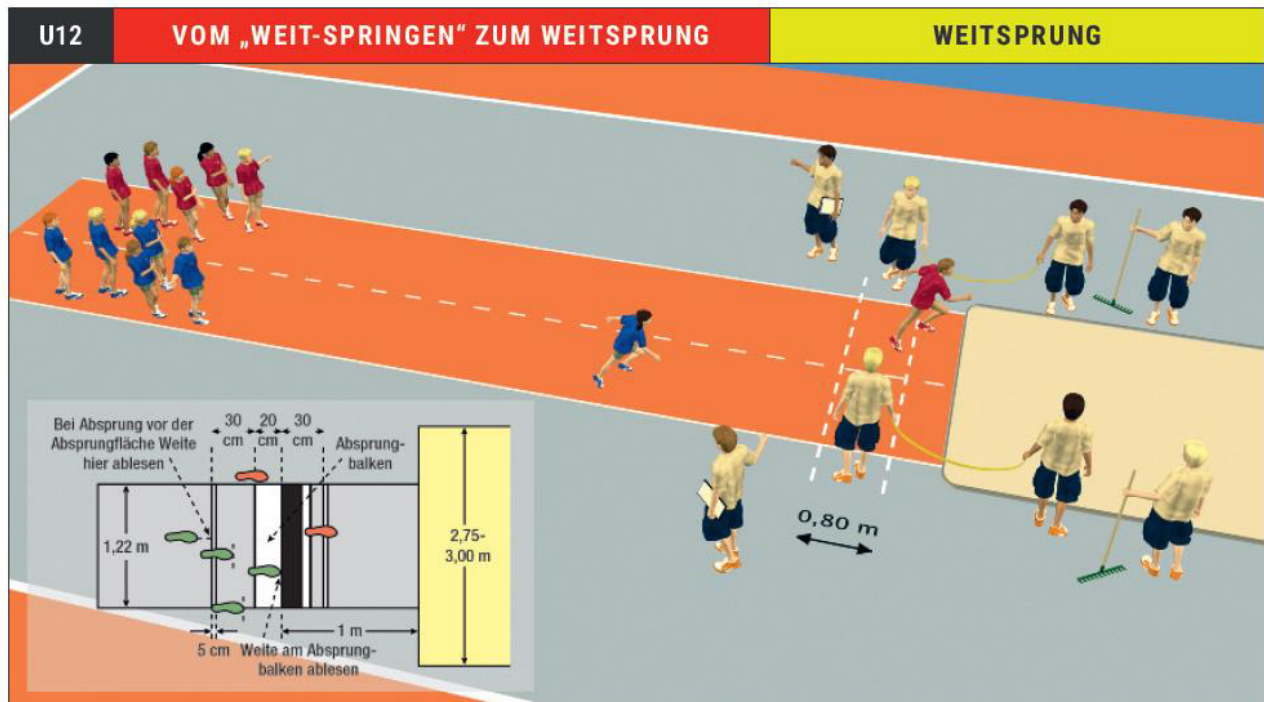 U12
VOM „WEIT-SPRINGEN“ ZUM WEITSPRUNG
WEITSPRUNG
0,80 m
Bei Absprung vor der
Absprungfläche Weite
hier ablesen
30
cm
20
cm
30
cm
Absprung-
balken
1,22 m
2,75-
3,00 m
1 m
5 cm
Weite am Absprung-
balken ablesen